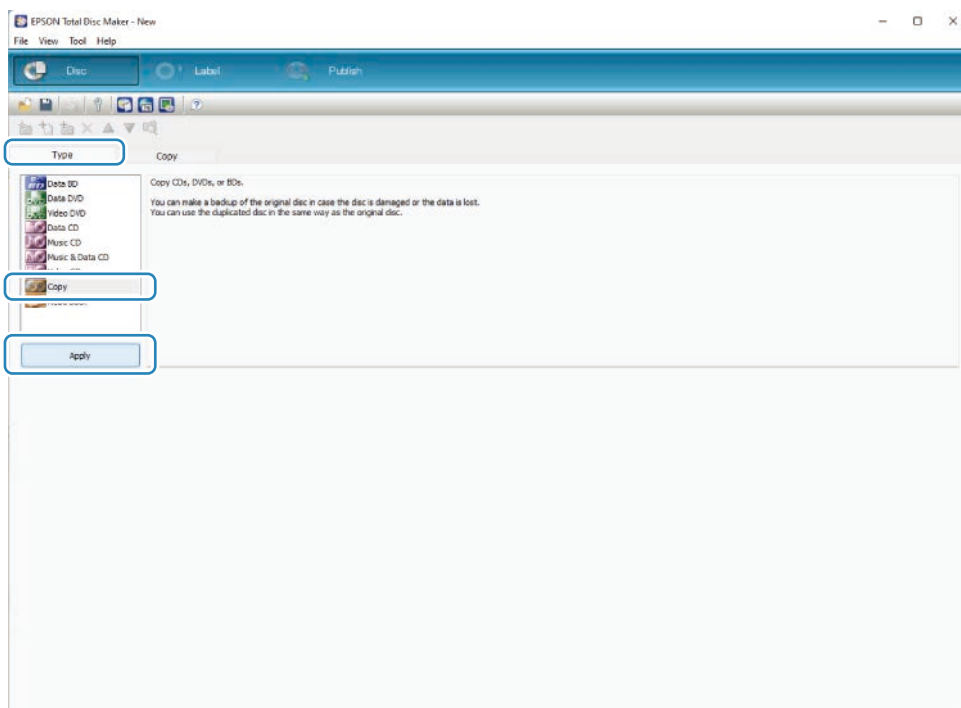 EPSON Total Disc Maker - New
File View Tool Help
Disc Label Publish
Type Copy
Data BD
Data DVD
Video DVD
Data CD
Music CD
Music & Data CD
Copy
Apply
Copy CDs, DVDs, or BDs.
You can make a backup of the original disc in case the disc is damaged or the data is lost.
You can use the duplicated disc in the same way as the original disc.